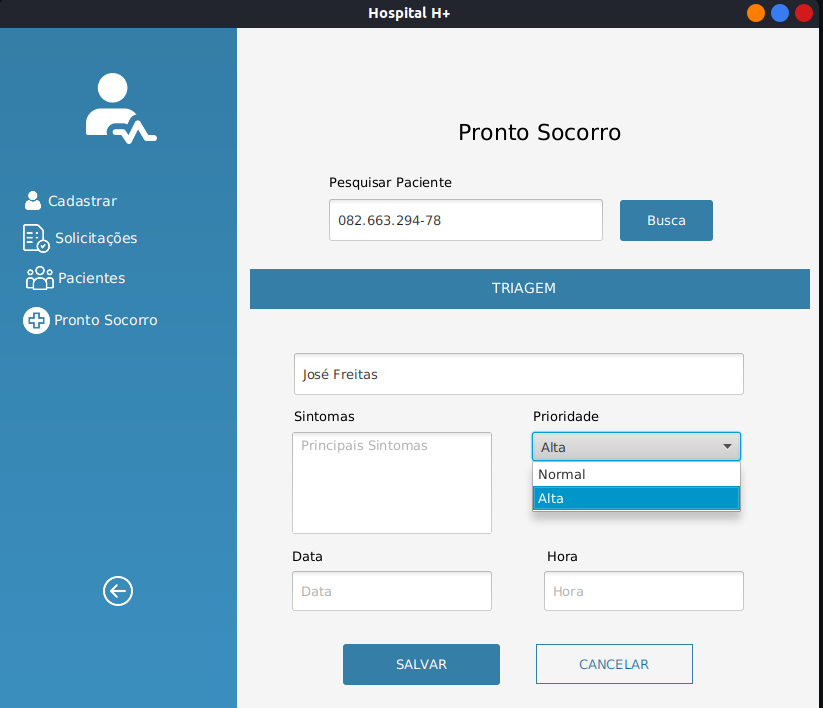 Hospital H+
Cadastrar
Solicitações
Pacientes
Pronto Socorro
Pronto Socorro
Pesquisar Paciente
082.663.294-78
Busca
TRIAGEM
José Freitas
Sintomas
Principais Sintomas
Prioridade
Alta
Normal
Alta
Data
Data
Hora
Hora
SALVAR
CANCELAR